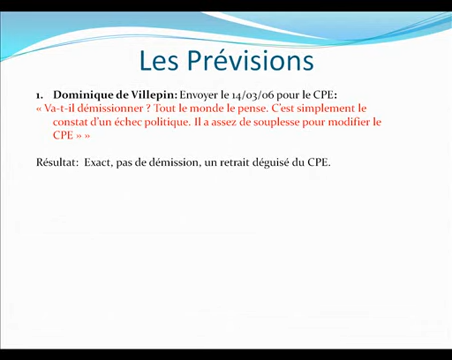 Les Prévisions
1. Dominique de Villepin: Envoyer le 14/03/06 pour le CPE:
« Va-t-il démissionner ? Tout le monde le pense. C'est simplement le
constat d'un échec politique. Il a assez de souplesse pour modifier le
CPE » »
Résultat: Exact, pas de démission, un retrait déguisé du CPE.